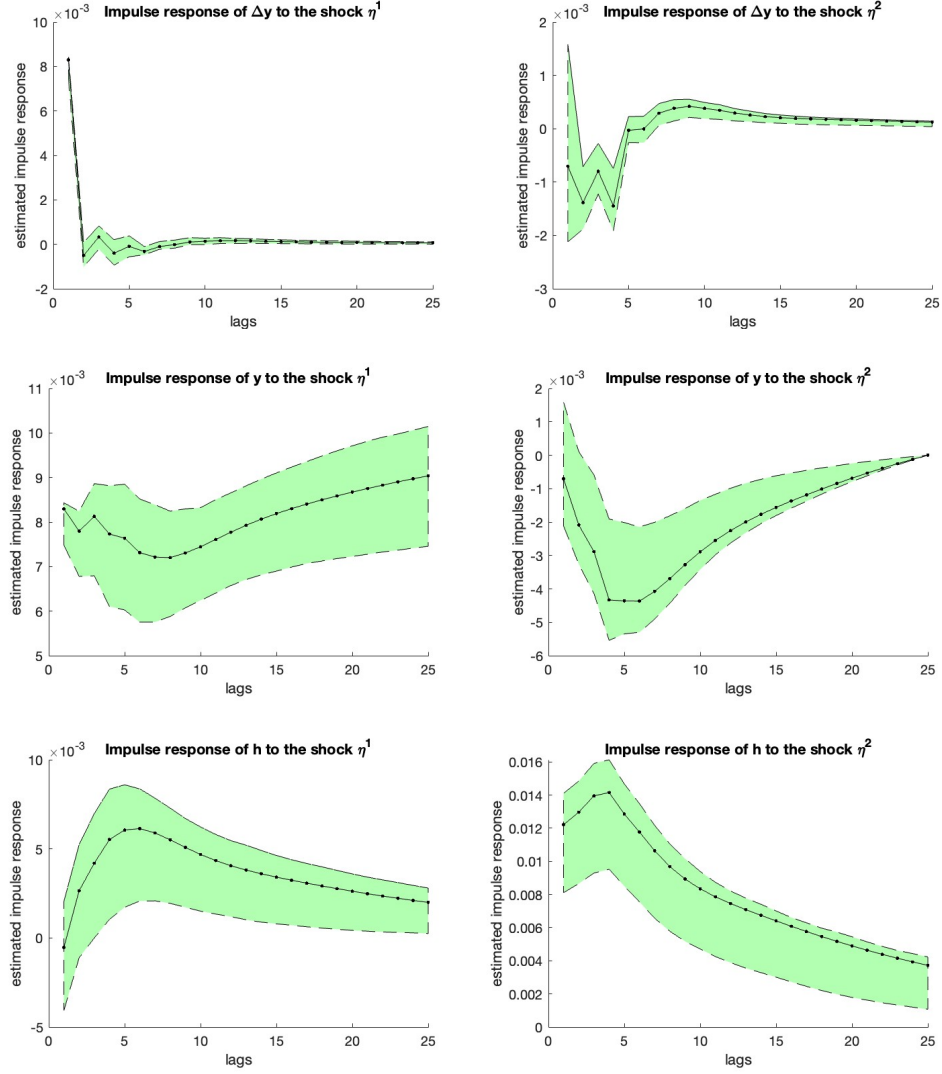 Impulse response of Δy to the shock η¹
×10⁻³
10
8
6
4
2
0
-2
0 5 10 15 20 25
estimated impulse response
lags
Impulse response of Δy to the shock η²
×10⁻³
2
1
0
-1
-2
-3
0 5 10 15 20 25
estimated impulse response
lags
Impulse response of y to the shock η¹
×10⁻³
11
10
9
8
7
6
5
0 5 10 15 20 25
estimated impulse response
lags
Impulse response of y to the shock η²
×10⁻³
2
1
0
-1
-2
-3
-4
-5
-6
0 5 10 15 20 25
estimated impulse response
lags
Impulse response of h to the shock η¹
×10⁻³
10
5
0
-5
0 5 10 15 20 25
estimated impulse response
lags
Impulse response of h to the shock η²
0.016
0.014
0.012
0.01
0.008
0.006
0.004
0.002
0
0 5 10 15 20 25
estimated impulse response
lags